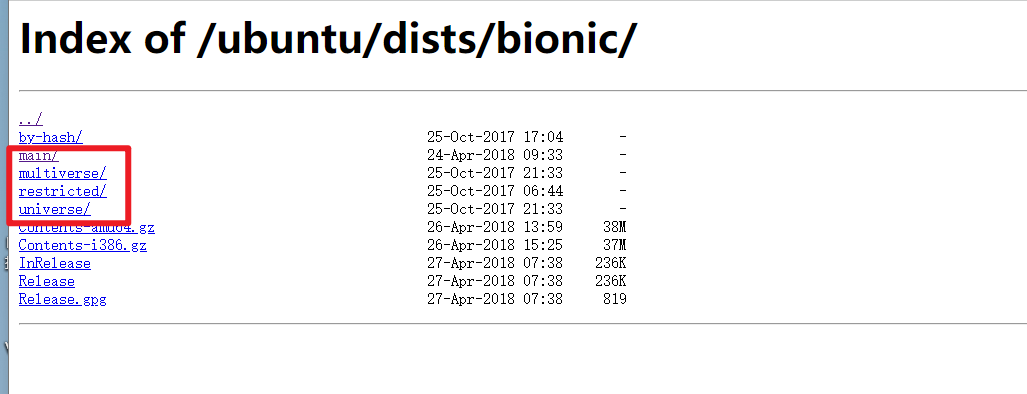 Index of /ubuntu/dists/bionic/
../
by-hash/ 25-Oct-2017 17:04 -
main/ 24-Apr-2018 09:33 -
multiverse/ 25-Oct-2017 21:33 -
restricted/ 25-Oct-2017 06:44 -
universe/ 25-Oct-2017 21:33 -
Contents-amd64.gz 26-Apr-2018 13:59 38M
Contents-i386.gz 26-Apr-2018 15:25 37M
InRelease 27-Apr-2018 07:38 236K
Release 27-Apr-2018 07:38 236K
Release.gpg 27-Apr-2018 07:38 819